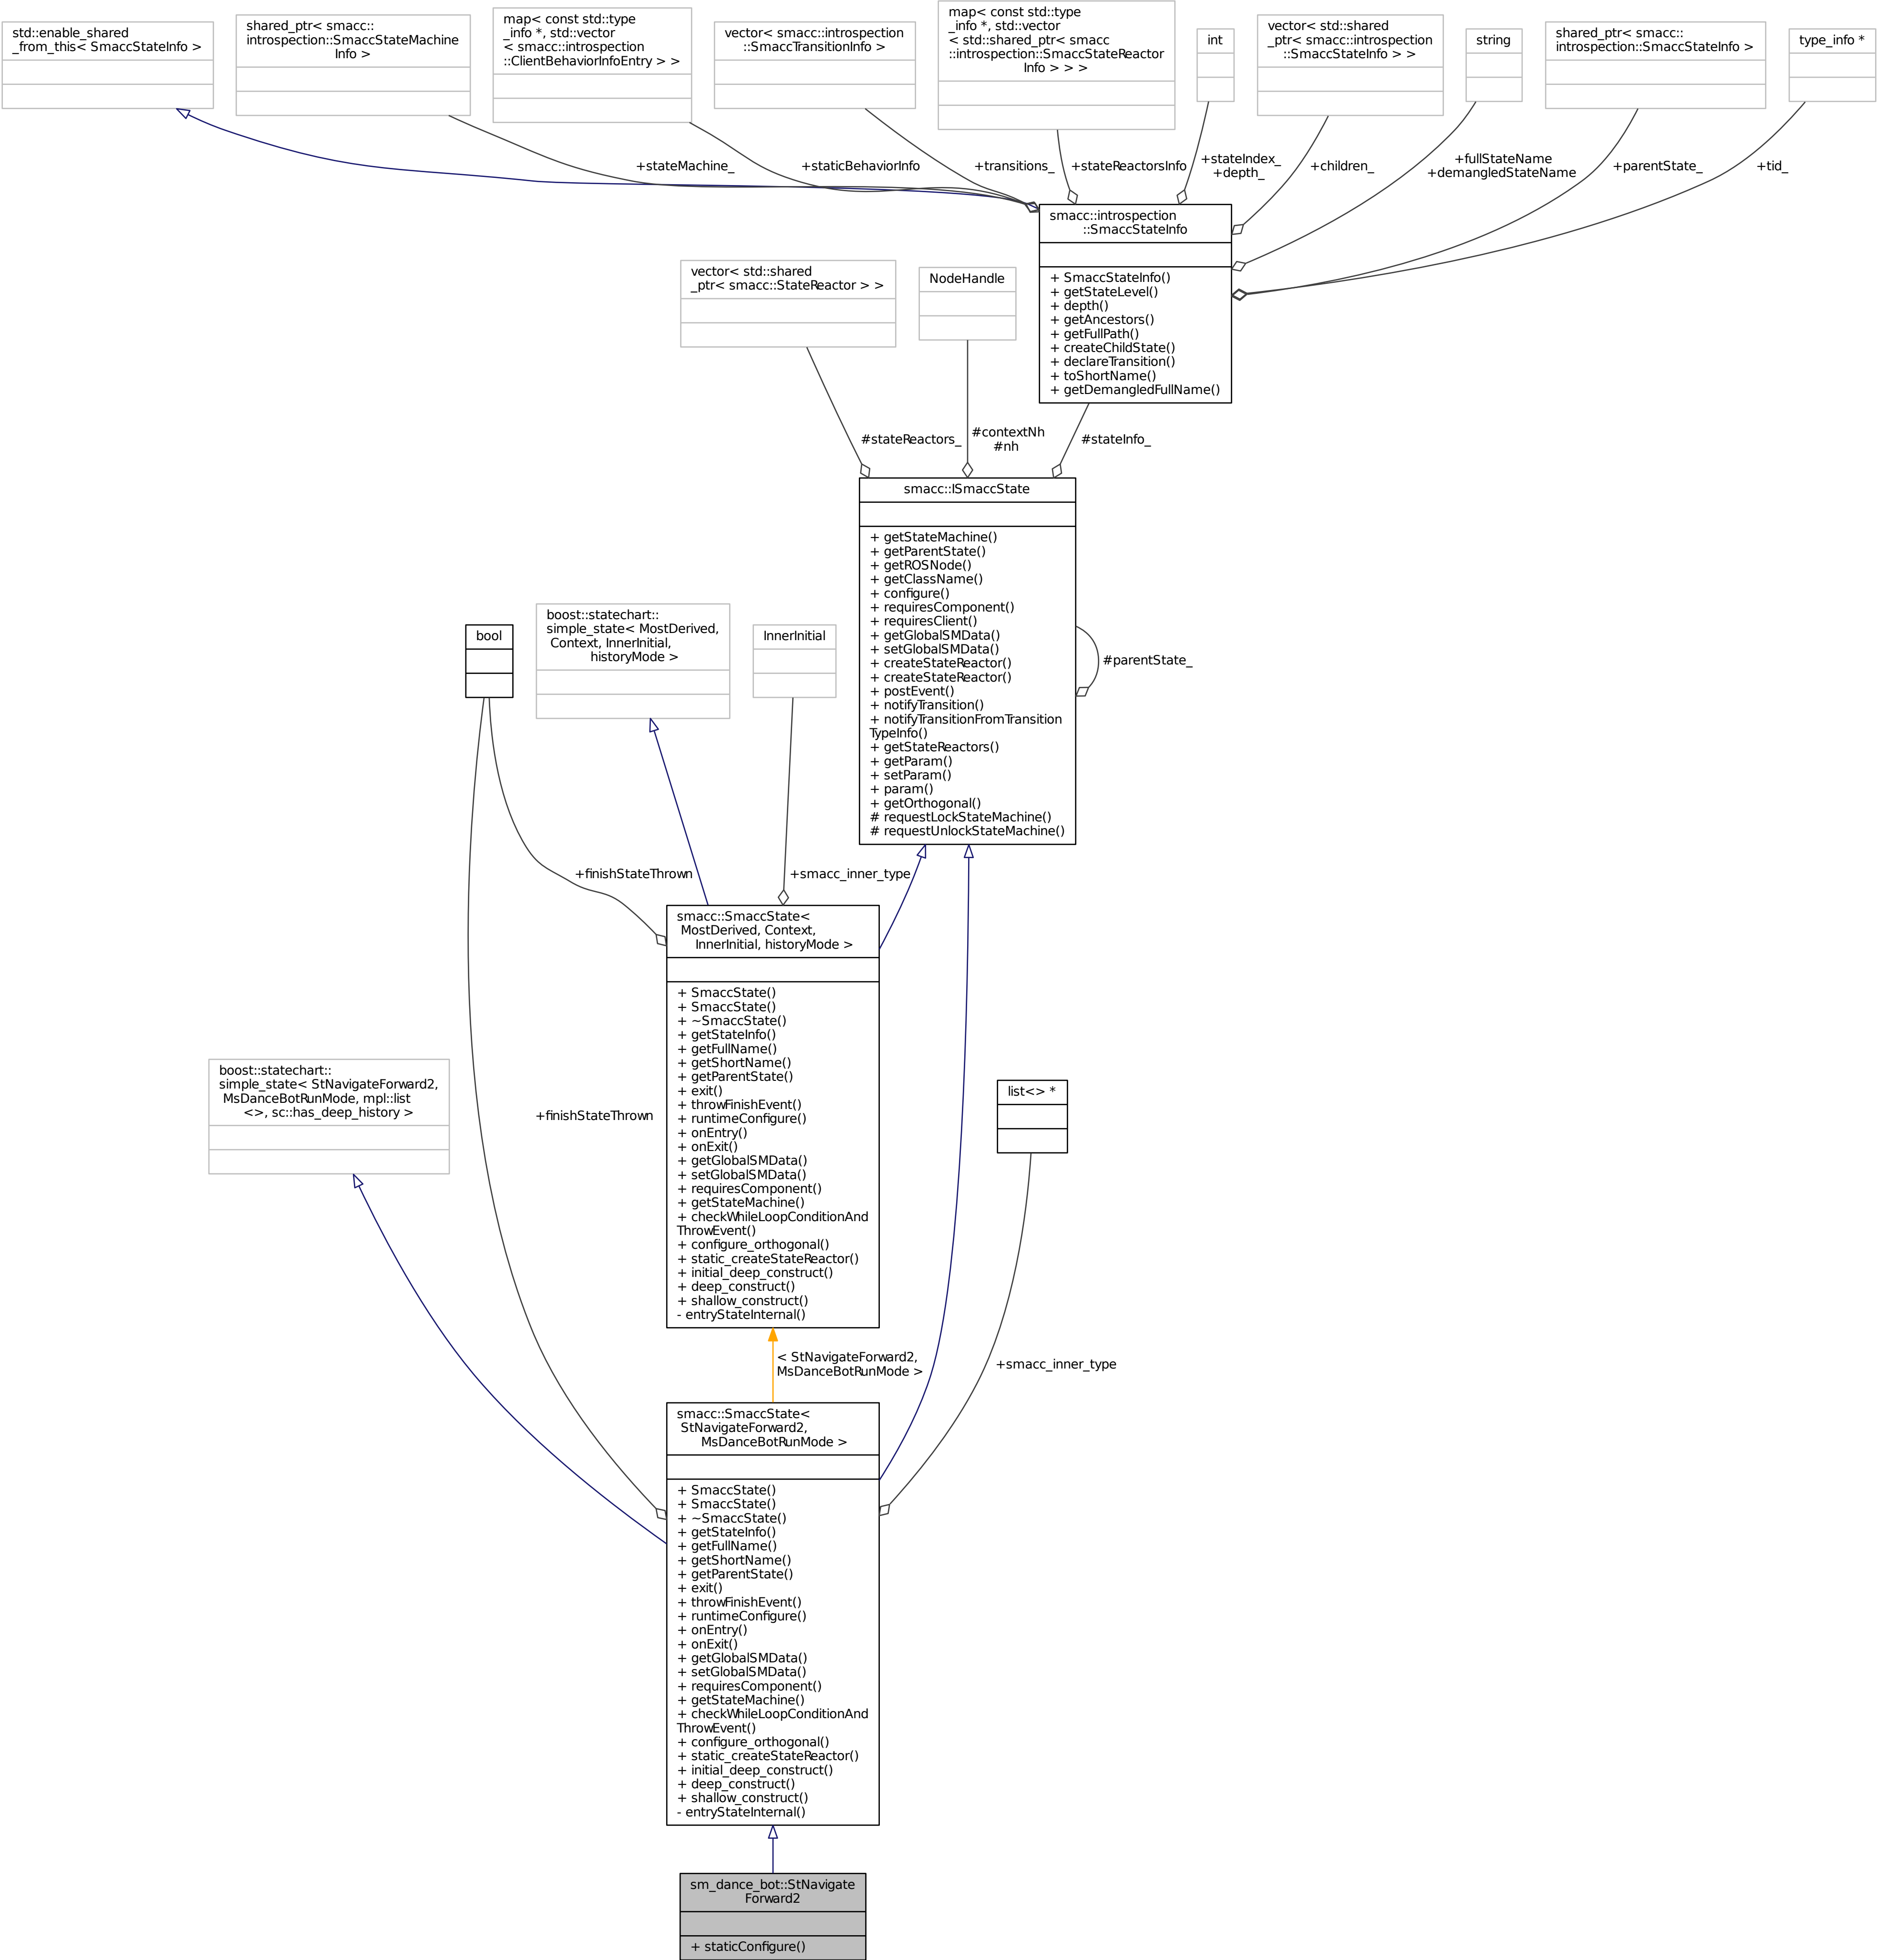 std::enable_shared
_from_this< SmaccStateInfo >
shared_ptr< smacc::
introspection::SmaccStateMachine
Info >
map< const std::type
_info *, std::vector
< smacc::introspection
::ClientBehaviorInfoEntry > >
vector< smacc::introspection
::SmaccTransitionInfo >
map< const std::type
_info *, std::vector
< std::shared_ptr< smacc
::introspection::SmaccStateReactor
Info > > >
int
vector< std::shared
_ptr< smacc::introspection
::SmaccStateInfo > >
string
shared_ptr< smacc::
introspection::SmaccStateInfo >
type_info *
+stateMachine_
+staticBehaviorInfo
+transitions_
+stateReactorsInfo
+stateIndex_
+depth_
+children_
+fullStateName
+demangledStateName
+parentState_
+tid_
smacc::introspection
::SmaccStateInfo
+ SmaccStateInfo()
+ getStateLevel()
+ depth()
+ getAncestors()
+ getFullPath()
+ createChildState()
+ declareTransition()
+ toShortName()
+ getDemangledFullName()
vector< std::shared
_ptr< smacc::StateReactor > >
NodeHandle
#stateReactors_
#contextNh
#nh
#stateInfo_
smacc::ISmaccState
+ getStateMachine()
+ getParentState()
+ getROSNode()
+ getClassName()
+ configure()
+ requiresComponent()
+ requiresClient()
+ getGlobalSMData()
+ setGlobalSMData()
+ createStateReactor()
+ createStateReactor()
+ postEvent()
+ notifyTransition()
+ notifyTransitionFromTransition
TypeInfo()
+ getStateReactors()
+ getParam()
+ setParam()
+ param()
+ getOrthogonal()
# requestLockStateMachine()
# requestUnlockStateMachine()
#parentState_
bool
boost::statechart::
simple_state< MostDerived,
Context, InnerInitial,
historyMode >
InnerInitial
+finishStateThrown
+smacc_inner_type
smacc::SmaccState<
MostDerived, Context,
InnerInitial, historyMode >
+ SmaccState()
+ SmaccState()
+ ~SmaccState()
+ getStateInfo()
+ getFullName()
+ getShortName()
+ getParentState()
+ exit()
+ throwFinishEvent()
+ runtimeConfigure()
+ onEntry()
+ onExit()
+ getGlobalSMData()
+ setGlobalSMData()
+ requiresComponent()
+ getStateMachine()
+ checkWhileLoopConditionAnd
ThrowEvent()
+ configure_orthogonal()
+ static_createStateReactor()
+ initial_deep_construct()
+ deep_construct()
+ shallow_construct()
- entryStateInternal()
boost::statechart::
simple_state< StNavigateForward2,
MsDanceBotRunMode, mpl::list
<>, sc::has_deep_history >
+finishStateThrown
list<> *
< StNavigateForward2,
MsDanceBotRunMode >
+smacc_inner_type
smacc::SmaccState<
StNavigateForward2,
MsDanceBotRunMode >
+ SmaccState()
+ SmaccState()
+ ~SmaccState()
+ getStateInfo()
+ getFullName()
+ getShortName()
+ getParentState()
+ exit()
+ throwFinishEvent()
+ runtimeConfigure()
+ onEntry()
+ onExit()
+ getGlobalSMData()
+ setGlobalSMData()
+ requiresComponent()
+ getStateMachine()
+ checkWhileLoopConditionAnd
ThrowEvent()
+ configure_orthogonal()
+ static_createStateReactor()
+ initial_deep_construct()
+ deep_construct()
+ shallow_construct()
- entryStateInternal()
sm_dance_bot::StNavigate
Forward2
+ staticConfigure()